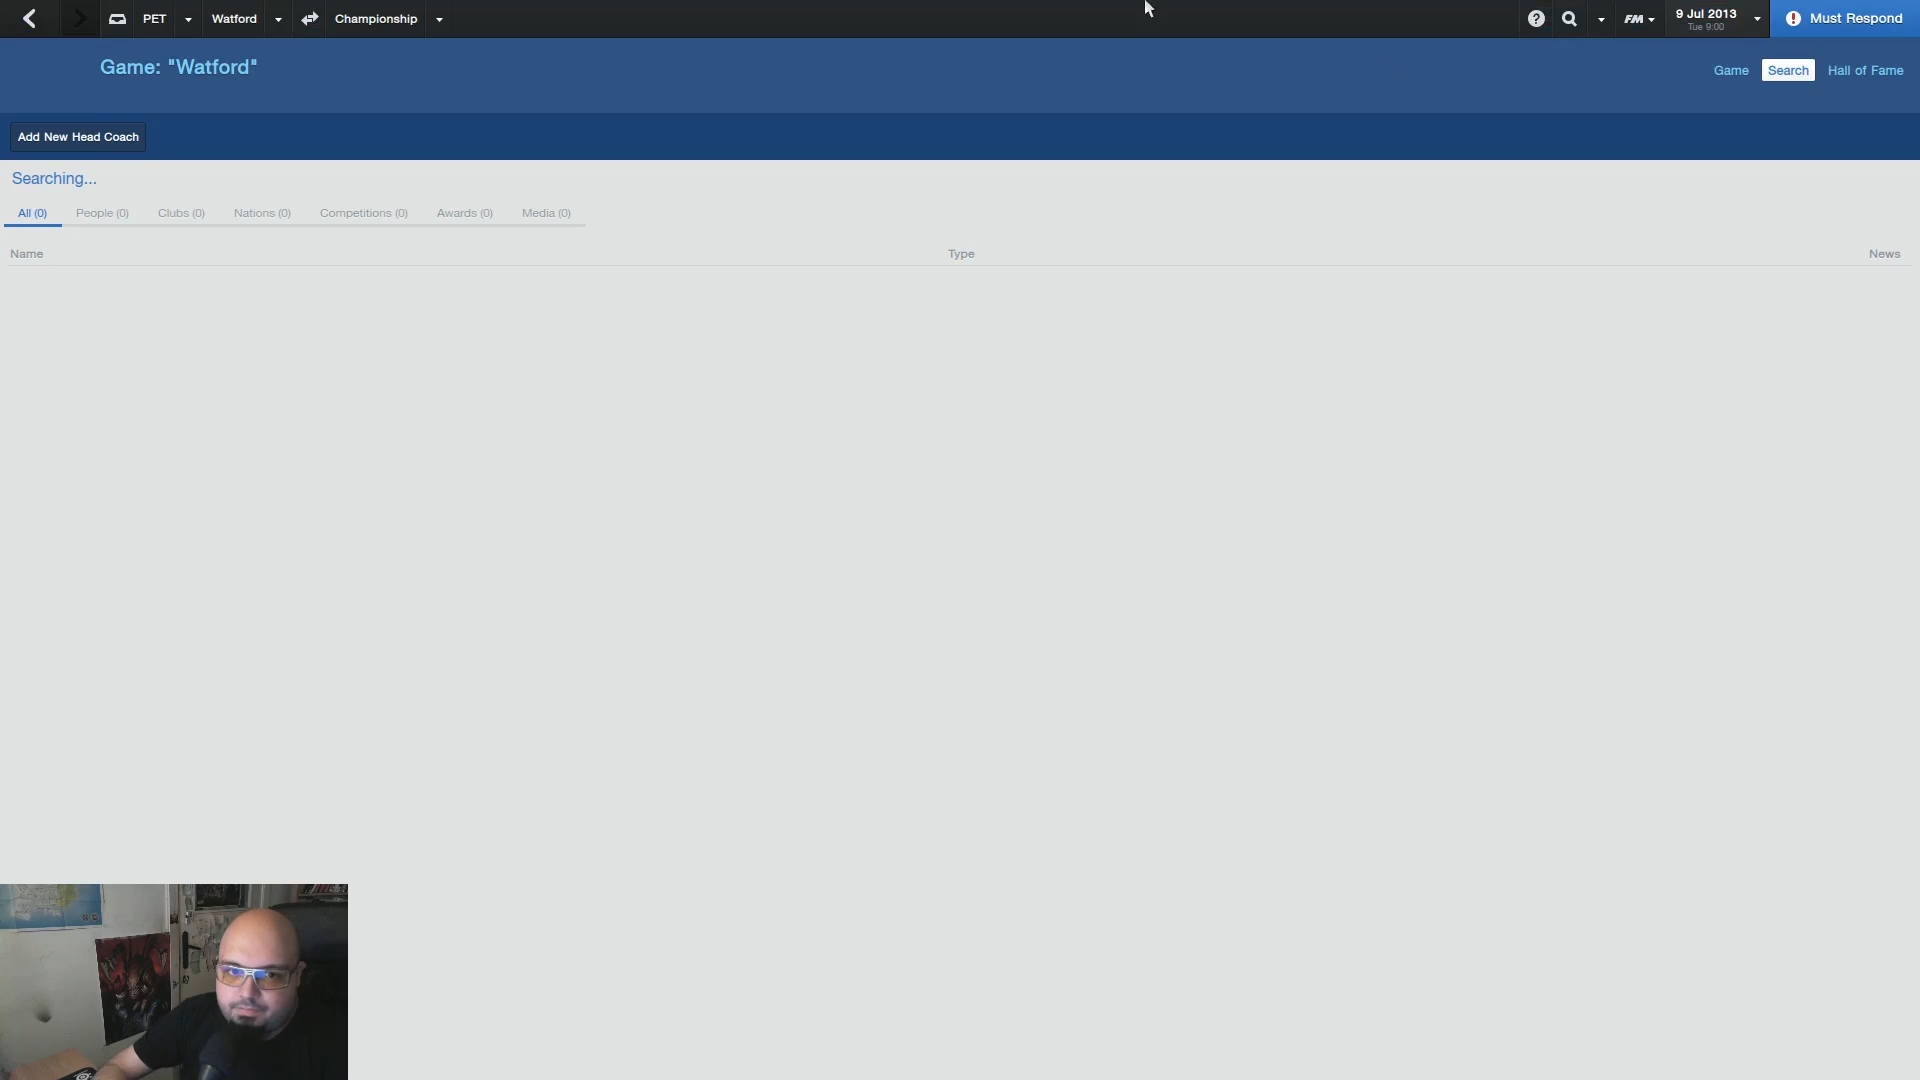 PET
Watford
Championship
FM
9 Jul 2013
Tue 9:00
Must Respond
Game: "Watford"
Game
Search
Hall of Fame
Add New Head Coach
Searching...
All (0)
People (0)
Clubs (0)
Nations (0)
Competitions (0)
Awards (0)
Media (0)
Name
Type
News